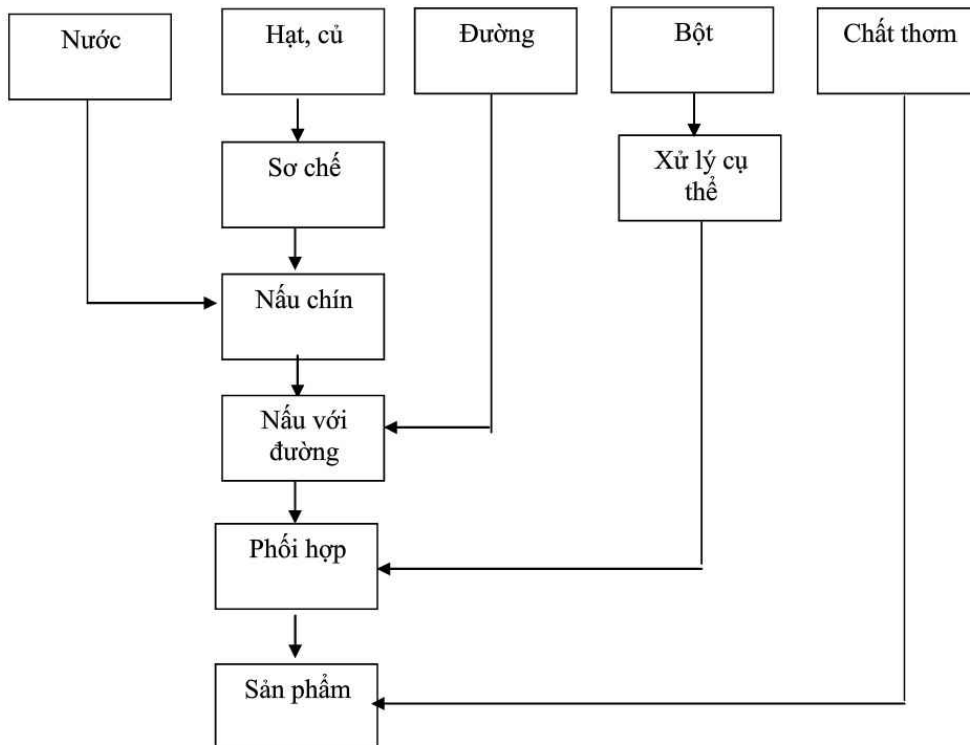 Nước
Hạt, củ
Đường
Bột
Chất thơm
Sơ chế
Xử lý cụ
thể
Nấu chín
Nấu với
đường
Phối hợp
Sản phẩm